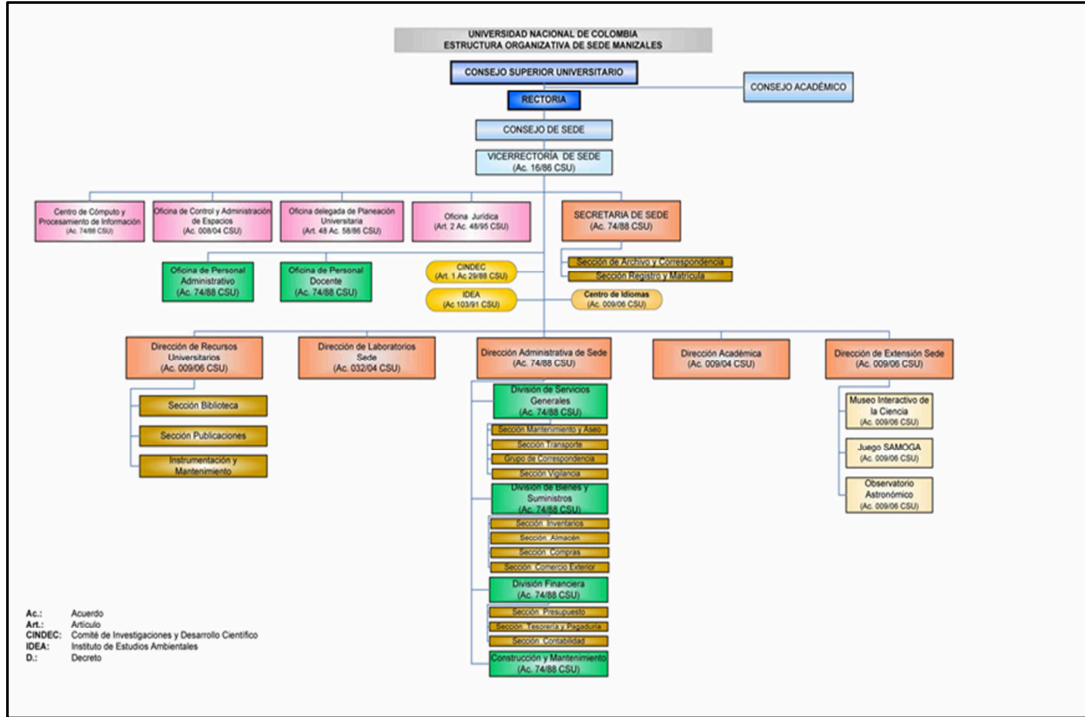 UNIVERSIDAD NACIONAL DE COLOMBIA
ESTRUCTURA ORGANIZATIVA DE SEDE MANIZALES
CONSEJO SUPERIOR UNIVERSITARIO
CONSEJO ACADÉMICO
RECTORIA
CONSEJO DE SEDE
VICERRECTORÍA DE SEDE
(Ac. 16/86 CSU)
Centro de Cómputo y
Procesamiento de Información
(Ac. 74/88 CSU)
Oficina de Control y Administración
de Espacios
(Ac. 008/04 CSU)
Oficina delegada de Planeación
Universitaria
(Art. 48 Ac. 58/86 CSU)
Oficina Jurídica
(Art. 2 Ac. 48/95 CSU)
SECRETARIA DE SEDE
(Ac. 74/88 CSU)
Sección de Archivo y Correspondencia
Sección Registro y Matrícula
Oficina de Personal
Administrativo
(Ac. 74/88 CSU)
Oficina de Personal
Docente
(Ac. 74/88 CSU)
CINDEC
(Art. 1 Ac 29/88 CSU)
IDEA
(Ac 103/91 CSU)
Centro de Idiomas
(Ac. 009/06 CSU)
Dirección de Recursos
Universitarios
(Ac. 009/06 CSU)
Sección Biblioteca
Sección Publicaciones
Instrumentación y
Mantenimiento
Dirección de Laboratorios
Sede
(Ac. 032/04 CSU)
Dirección Administrativa de Sede
(Ac. 74/88 CSU)
División de Servicios
Generales
(Ac. 74/88 CSU)
Sección Mantenimiento y Aseo
Sección Transporte
Grupo de Correspondencia
Sección Vigilancia
División de Bienes y
Suministros
(Ac. 74/88 CSU)
Sección Inventarios
Sección Almacén
Sección Compras
Sección Comercio Exterior
División Financiera
(Ac. 74/88 CSU)
Sección Presupuesto
Sección Tesorería y Pagaduría
Sección Contabilidad
Construcción y Mantenimiento
(Ac. 74/88 CSU)
Dirección Académica
(Ac. 009/04 CSU)
Dirección de Extensión Sede
(Ac. 009/06 CSU)
Museo Interactivo de
la Ciencia
(Ac. 009/06 CSU)
Juego SAMOGA
(Ac. 009/06 CSU)
Observatorio
Astronómico
(Ac. 009/06 CSU)
Ac.: Acuerdo
Art.: Artículo
CINDEC: Comité de Investigaciones y Desarrollo Científico
IDEA: Instituto de Estudios Ambientales
D.: Decreto